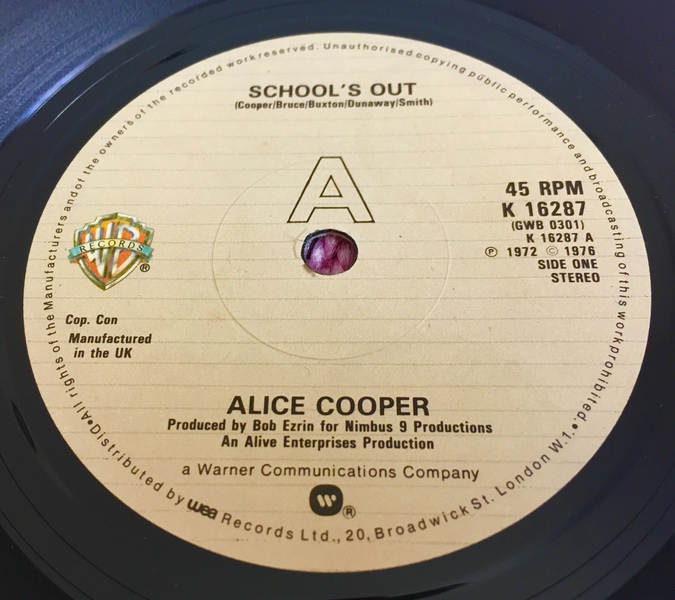 All rights of the Manufacturers and of the owners of the recorded work reserved. Unauthorised copying public performance and broadcasting of this work prohibited.
SCHOOL'S OUT
(Cooper/Bruce/Buxton/Dunaway/Smith)
A
45 RPM
K 16287
(GWB 0301)
K 16287 A
℗ 1972 © 1976
SIDE ONE
STEREO
WB
RECORDS
®
Cop. Con
Manufactured
in the UK
ALICE COOPER
Produced by Bob Ezrin for Nimbus 9 Productions
An Alive Enterprises Production
a Warner Communications Company
W ®
• Distributed by wea Records Ltd., 20, Broadwick St. London W.1. •